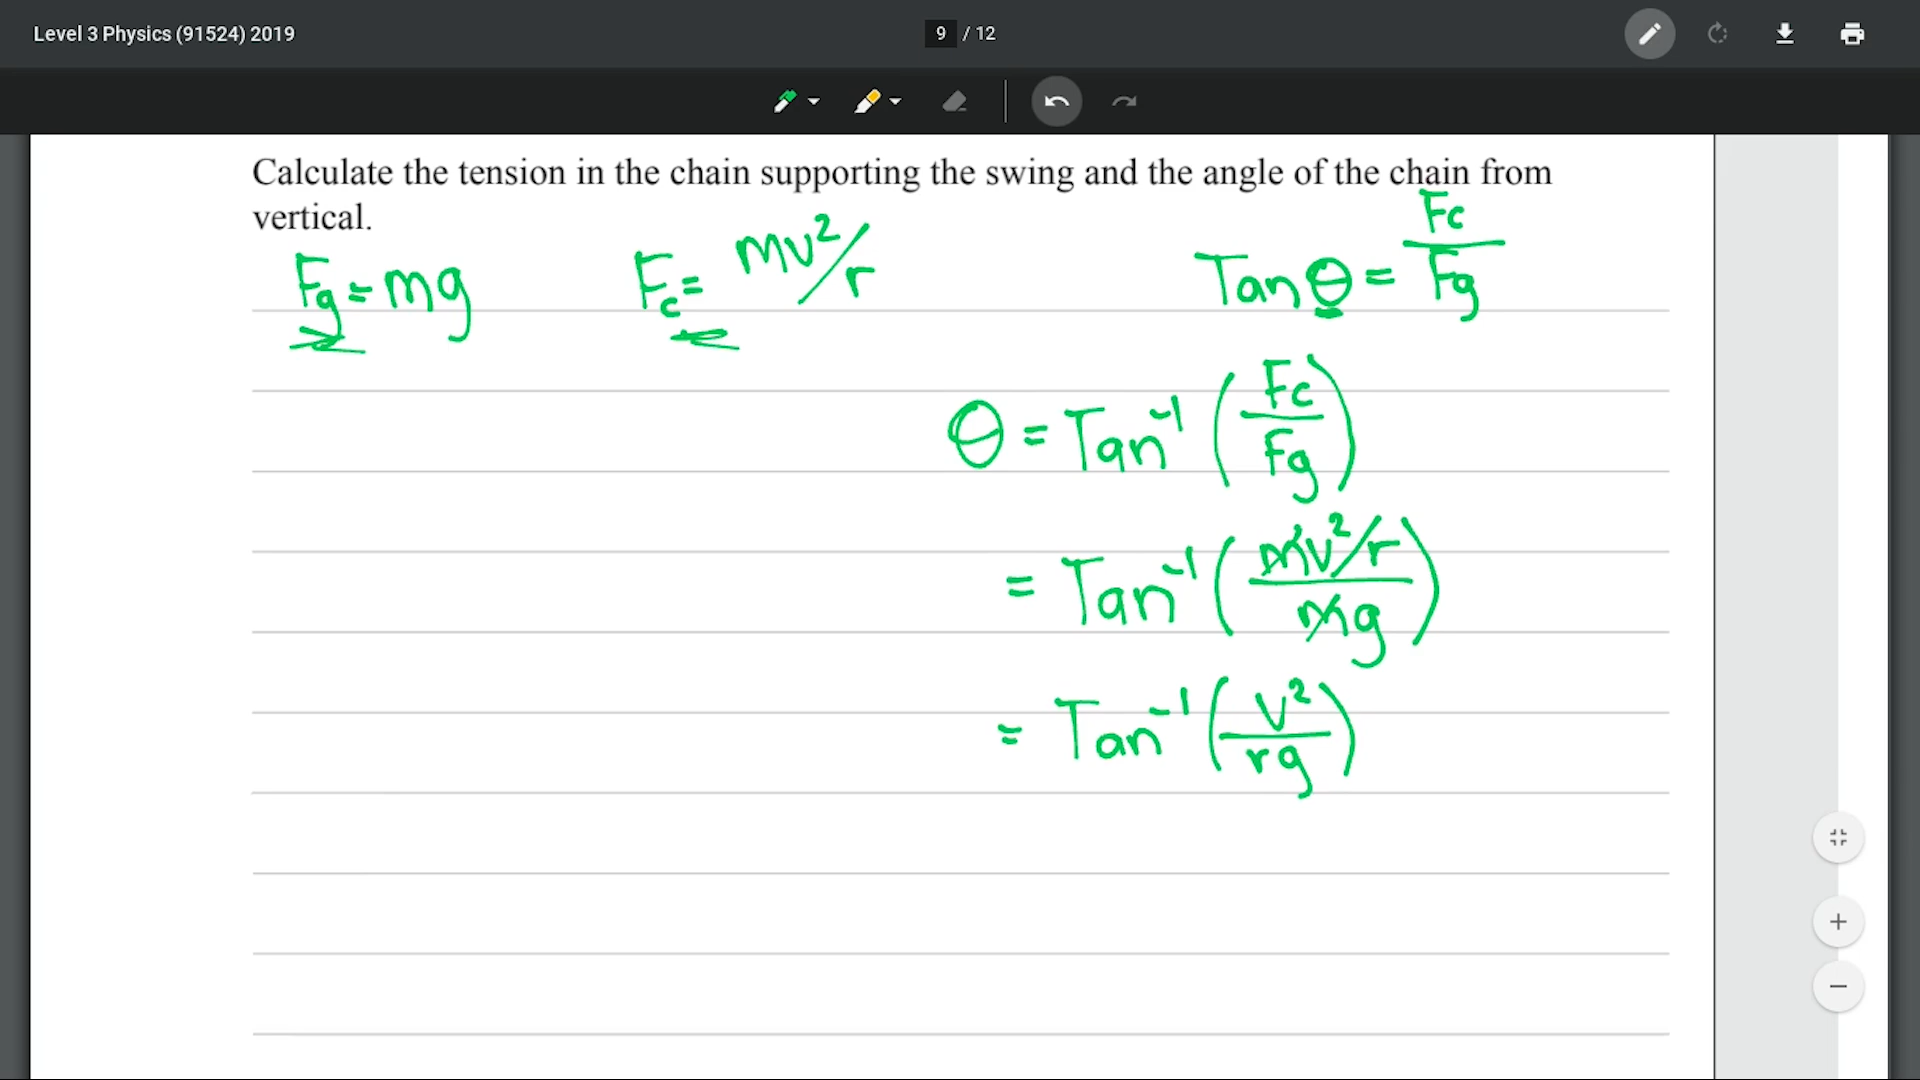 Level 3 Physics (91524) 2019
9 / 12
Calculate the tension in the chain supporting the swing and the angle of the chain from
vertical.
Fg = mg
Fc = mv²/r
Tan θ = Fc/Fg
θ = Tan⁻¹ (Fc/Fg)
= Tan⁻¹ (mv²/r / mg)
= Tan⁻¹ (v²/rg)